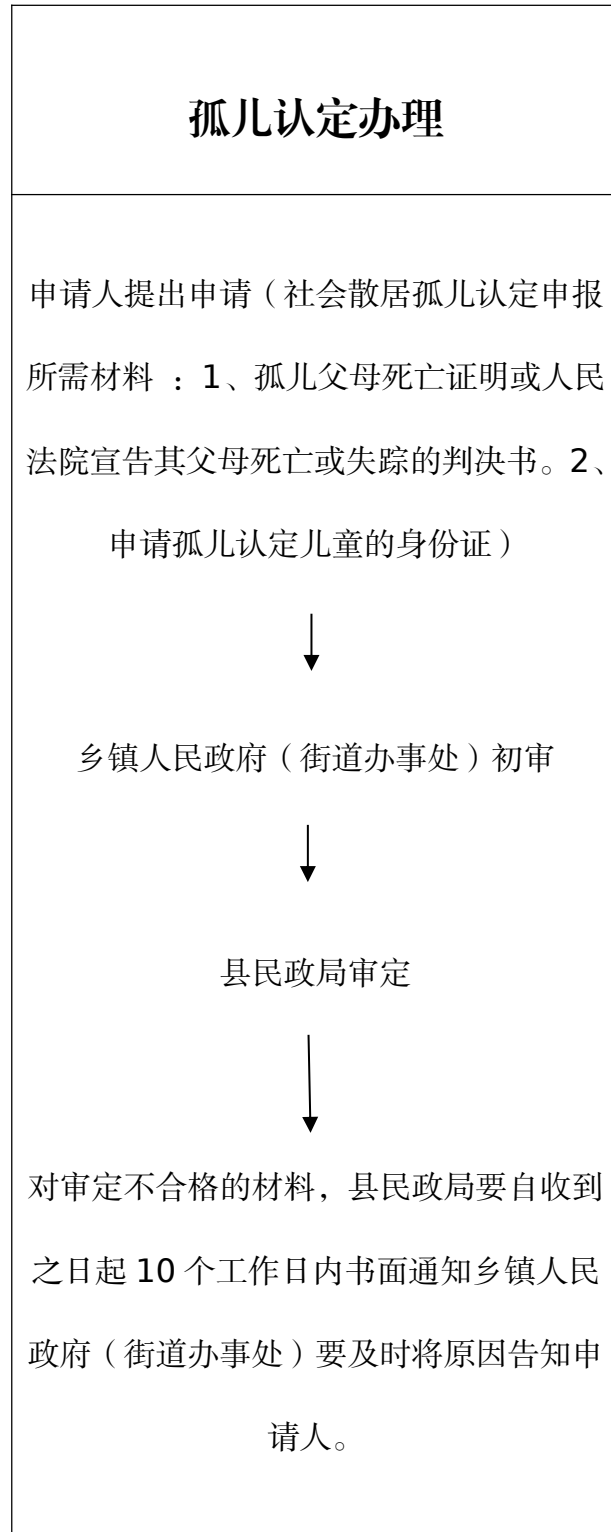 孤儿认定办理
申请人提出申请（社会散居孤儿认定申报
所需材料 ：1、孤儿父母死亡证明或人民
法院宣告其父母死亡或失踪的判决书。2、
申请孤儿认定儿童的身份证）
乡镇人民政府（街道办事处）初审
县民政局审定
对审定不合格的材料，县民政局要自收到
之日起 10 个工作日内书面通知乡镇人民
政府（街道办事处）要及时将原因告知申
请人。